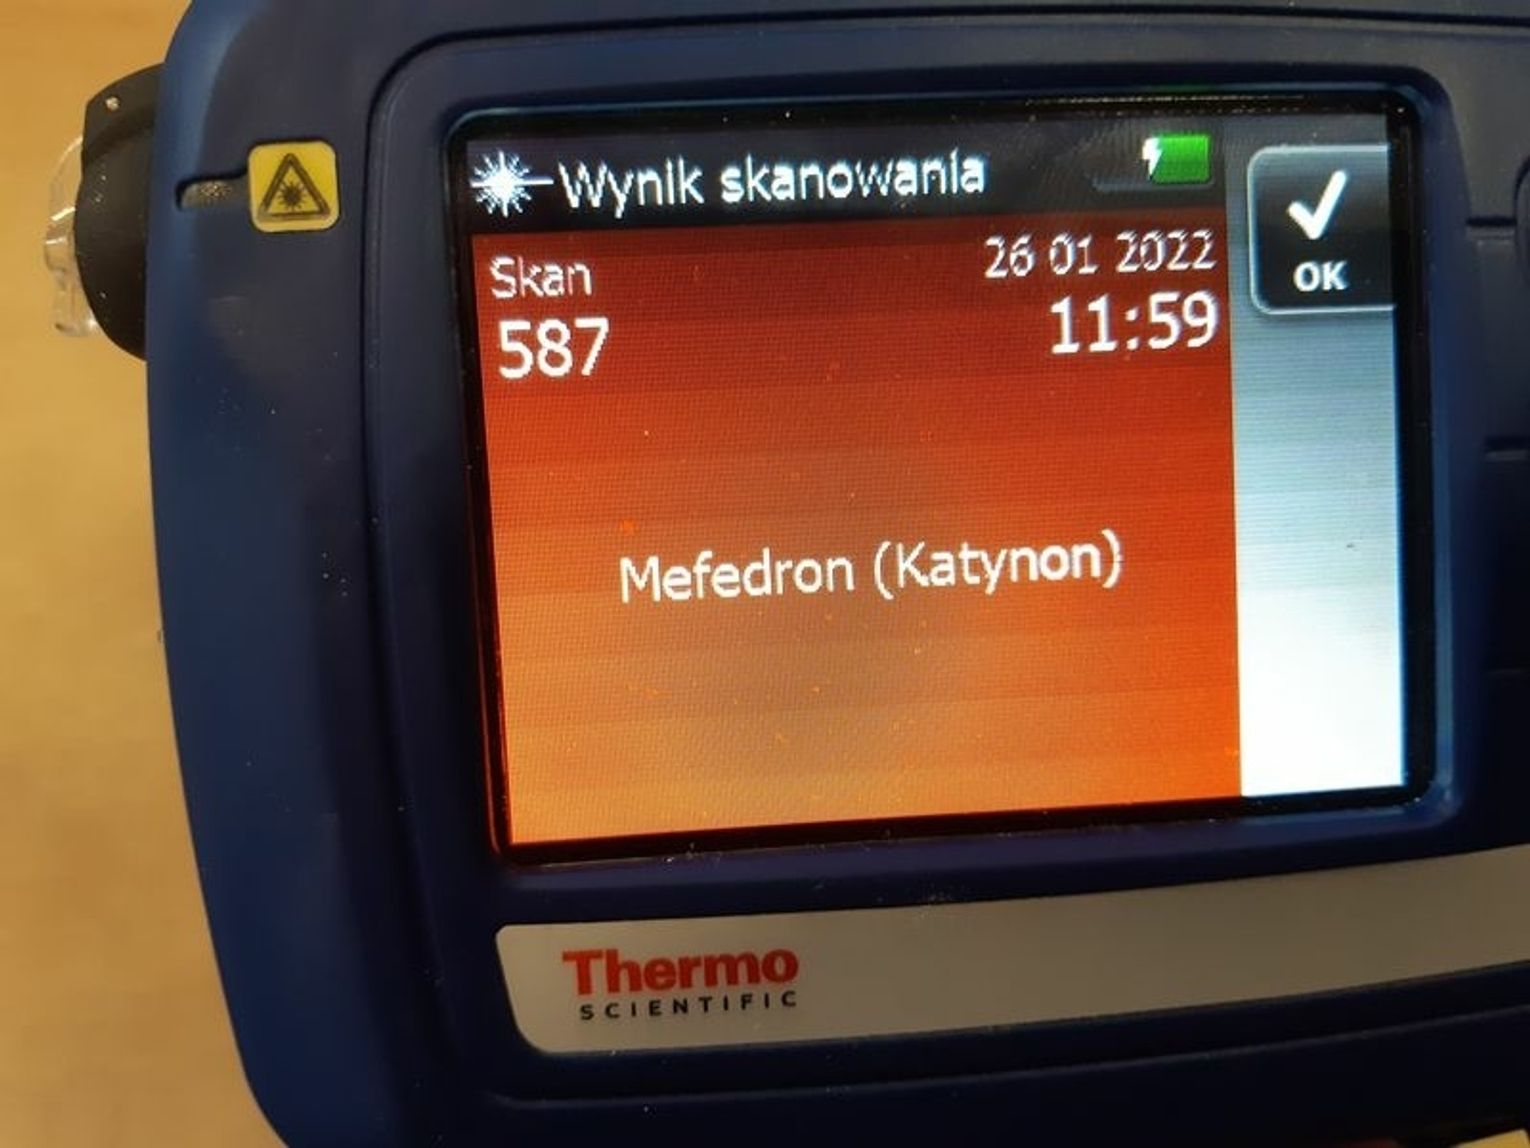 Wynik skanowania
Skan
26 01 2022
587
11:59
OK
Mefedron (Katynon)
Thermo
SCIENTIFIC